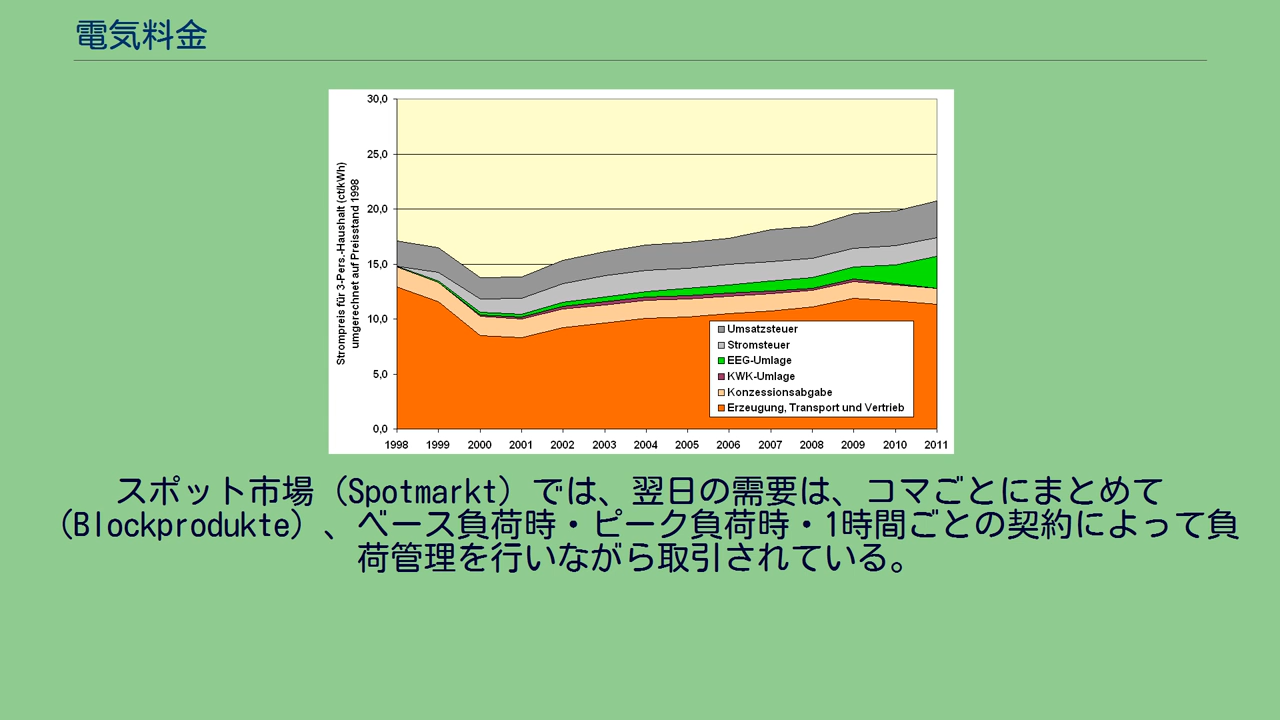 電気料金
Strompreis für 3-Pers.-Haushalt (ct/kWh)
umgerechnet auf Preisstand 1998
30,0
25,0
20,0
15,0
10,0
5,0
0,0
1998 1999 2000 2001 2002 2003 2004 2005 2006 2007 2008 2009 2010 2011
Umsatzsteuer
Stromsteuer
EEG-Umlage
KWK-Umlage
Konzessionsabgabe
Erzeugung, Transport und Vertrieb
スポット市場（Spotmarkt）では、翌日の需要は、コマごとにまとめて
（Blockprodukte）、ベース負荷時・ピーク負荷時・1時間ごとの契約によって負
荷管理を行いながら取引されている。